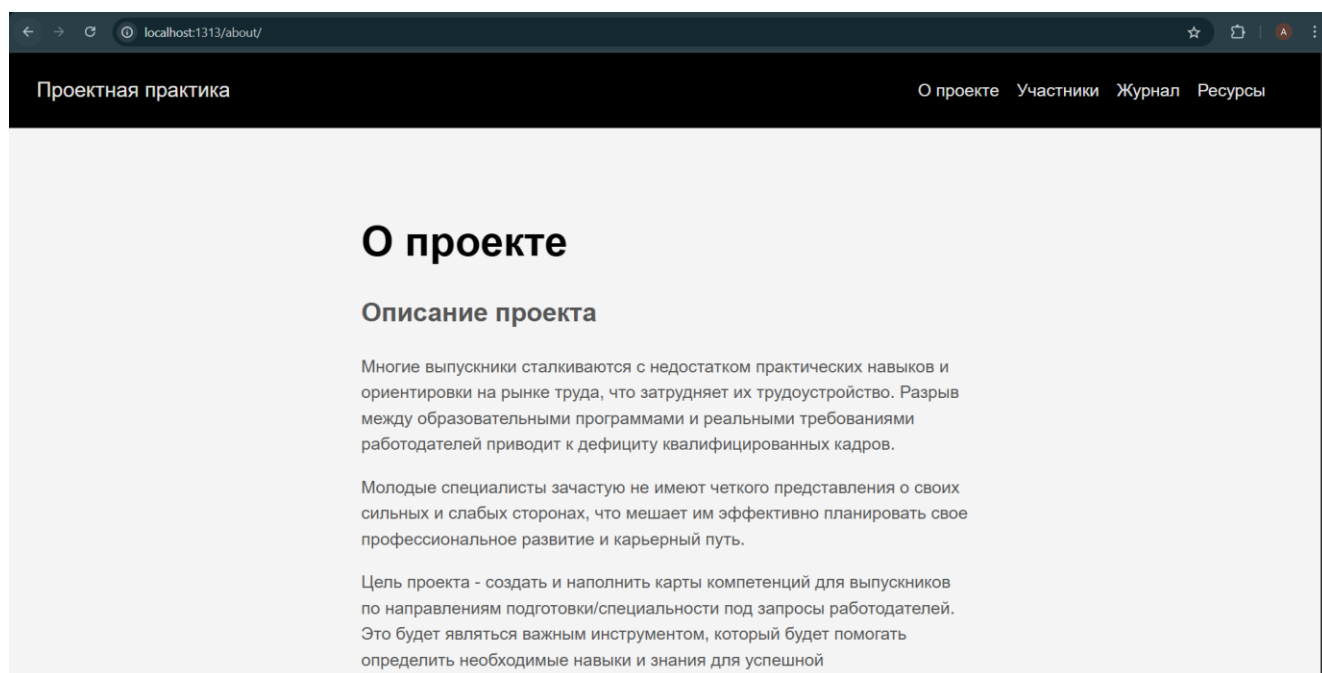 localhost:1313/about/
A
Проектная практика
О проекте Участники Журнал Ресурсы
О проекте
Описание проекта
Многие выпускники сталкиваются с недостатком практических навыков и
ориентировки на рынке труда, что затрудняет их трудоустройство. Разрыв
между образовательными программами и реальными требованиями
работодателей приводит к дефициту квалифицированных кадров.
Молодые специалисты зачастую не имеют четкого представления о своих
сильных и слабых сторонах, что мешает им эффективно планировать свое
профессиональное развитие и карьерный путь.
Цель проекта - создать и наполнить карты компетенций для выпускников
по направлениям подготовки/специальности под запросы работодателей.
Это будет являться важным инструментом, который будет помогать
определить необходимые навыки и знания для успешной